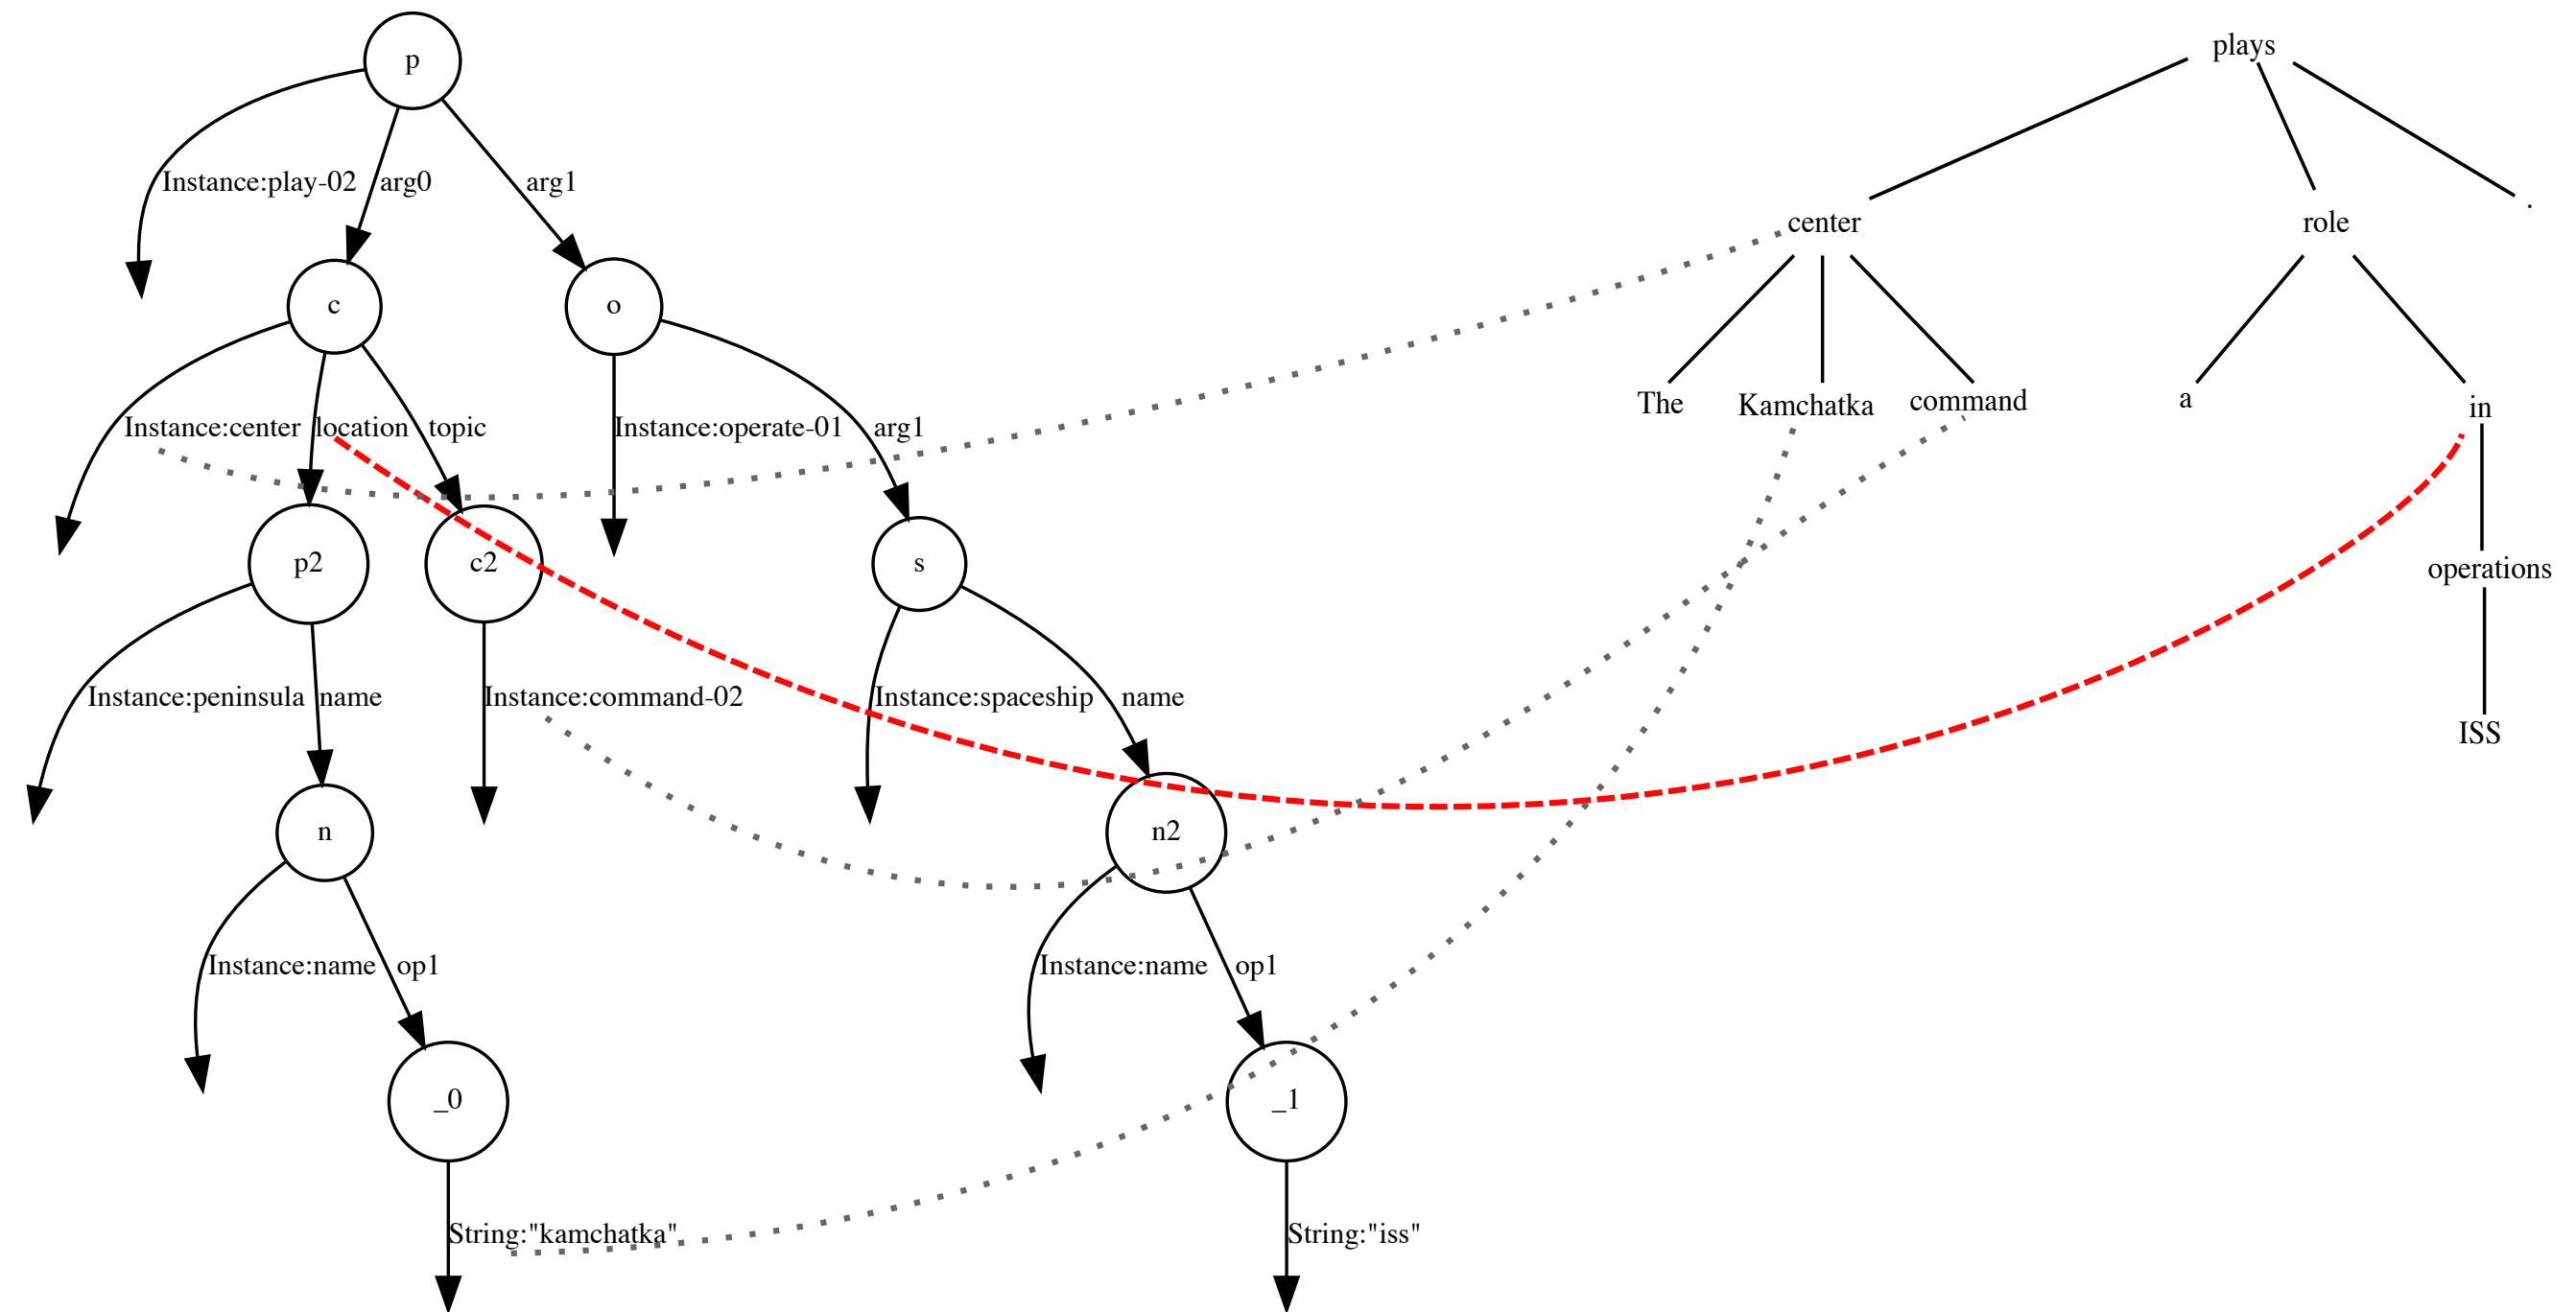 p
plays
Instance:play-02
arg0
arg1
center
role
.
c
o
The
Kamchatka
command
a
in
Instance:center
location
topic
Instance:operate-01
arg1
p2
c2
s
operations
Instance:peninsula
name
Instance:command-02
Instance:spaceship
name
ISS
n
n2
Instance:name
op1
Instance:name
op1
_0
_1
String:"kamchatka"
String:"iss"